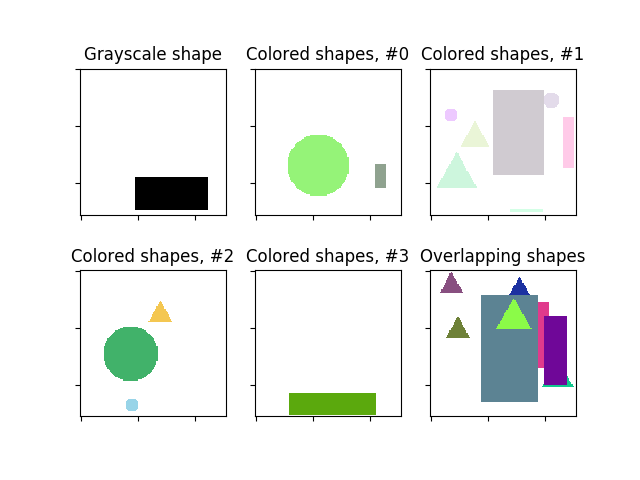 Grayscale shape
Colored shapes, #0
Colored shapes, #1
Colored shapes, #2
Colored shapes, #3
Overlapping shapes